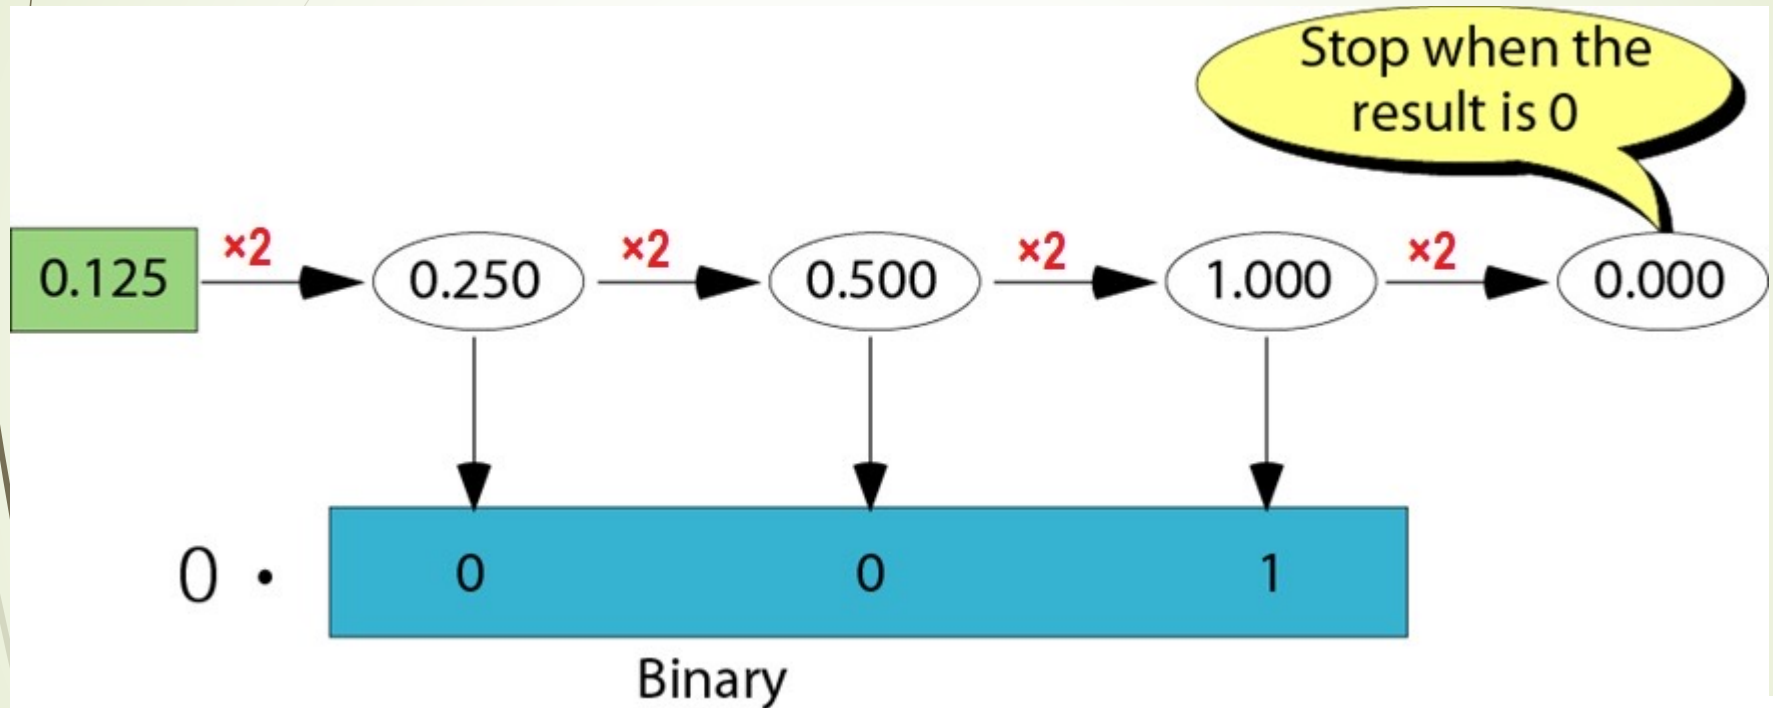 Stop when the
result is 0
0.125 ×2 0.250 ×2 0.500 ×2 1.000 ×2 0.000
0 • 0 0 1
Binary